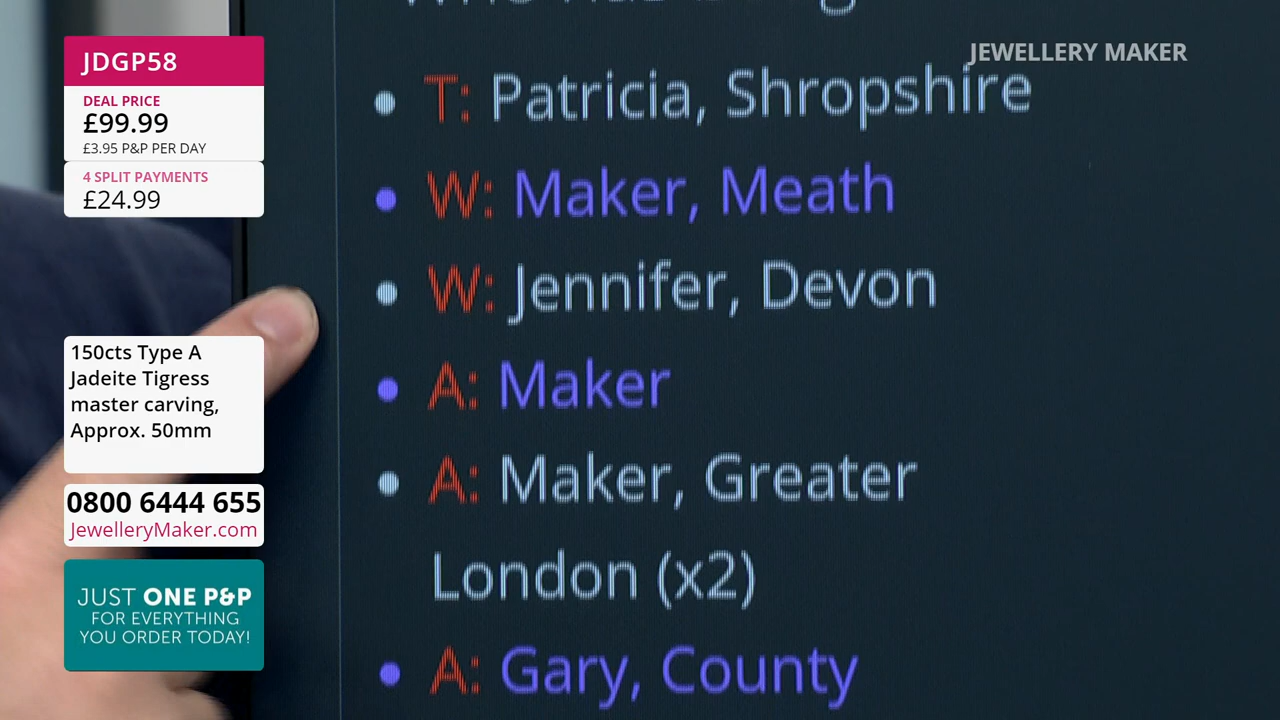 JDGP58
DEAL PRICE
£99.99
£3.95 P&P PER DAY
4 SPLIT PAYMENTS
£24.99
150cts Type A
Jadeite Tigress
master carving,
Approx. 50mm
0800 6444 655
JewelleryMaker.com
JUST ONE P&P
FOR EVERYTHING
YOU ORDER TODAY!
JEWELLERY MAKER
T: Patricia, Shropshire
W: Maker, Meath
W: Jennifer, Devon
A: Maker
A: Maker, Greater
London (x2)
A: Gary, County